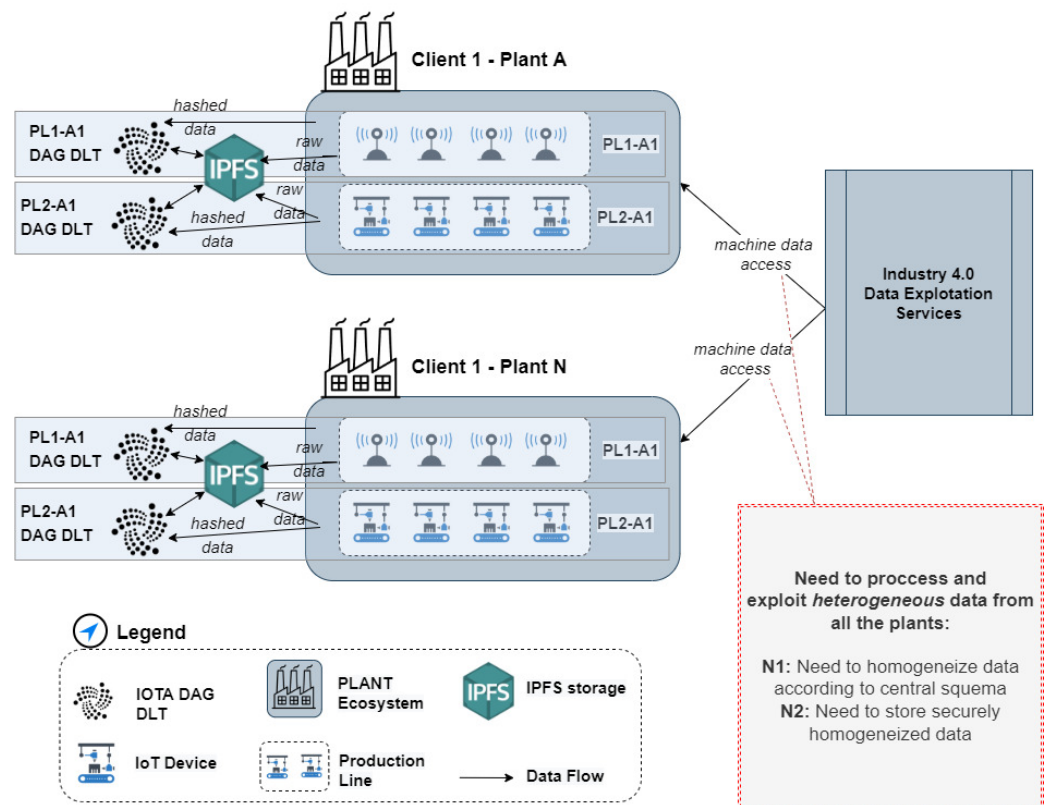 Client 1 - Plant A
hashed
data
PL1-A1
DAG DLT
IPFS
raw
data
PL1-A1
PL2-A1
DAG DLT
raw
data
hashed
data
PL2-A1
machine data
access
Industry 4.0
Data Explotation
Services
Client 1 - Plant N
machine data
access
hashed
data
PL1-A1
DAG DLT
IPFS
raw
data
PL1-A1
PL2-A1
DAG DLT
raw
data
hashed
data
PL2-A1
Need to proccess and
exploit heterogeneous data from
all the plants:
N1: Need to homogeneize data
according to central squema
N2: Need to store securely
homogeneized data
Legend
IOTA DAG
DLT
PLANT
Ecosystem
IPFS
IPFS storage
IoT Device
Production
Line
Data Flow